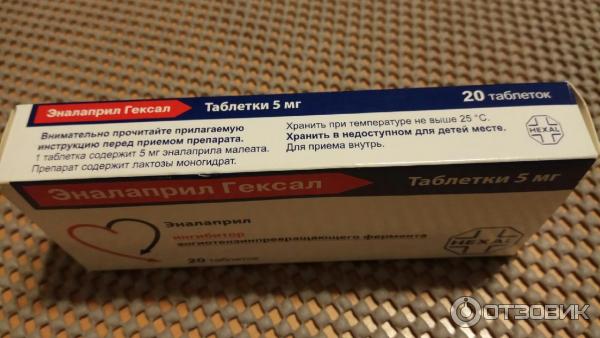 Эналаприл Гексал
Таблетки 5 мг
20 таблеток
Внимательно прочитайте прилагаемую
инструкцию перед приемом препарата.
1 таблетка содержит 5 мг эналаприла малеата.
Препарат содержит лактозы моногидрат.
Хранить при температуре не выше 25 °C.
Хранить в недоступном для детей месте.
Для приема внутрь.
HEXAL
Эналаприл Гексал
Таблетки 5 мг
Эналаприл
ингибитор
ангиотензинпревращающего фермента
20 таблеток
HEXAL
ОТЗОВИК